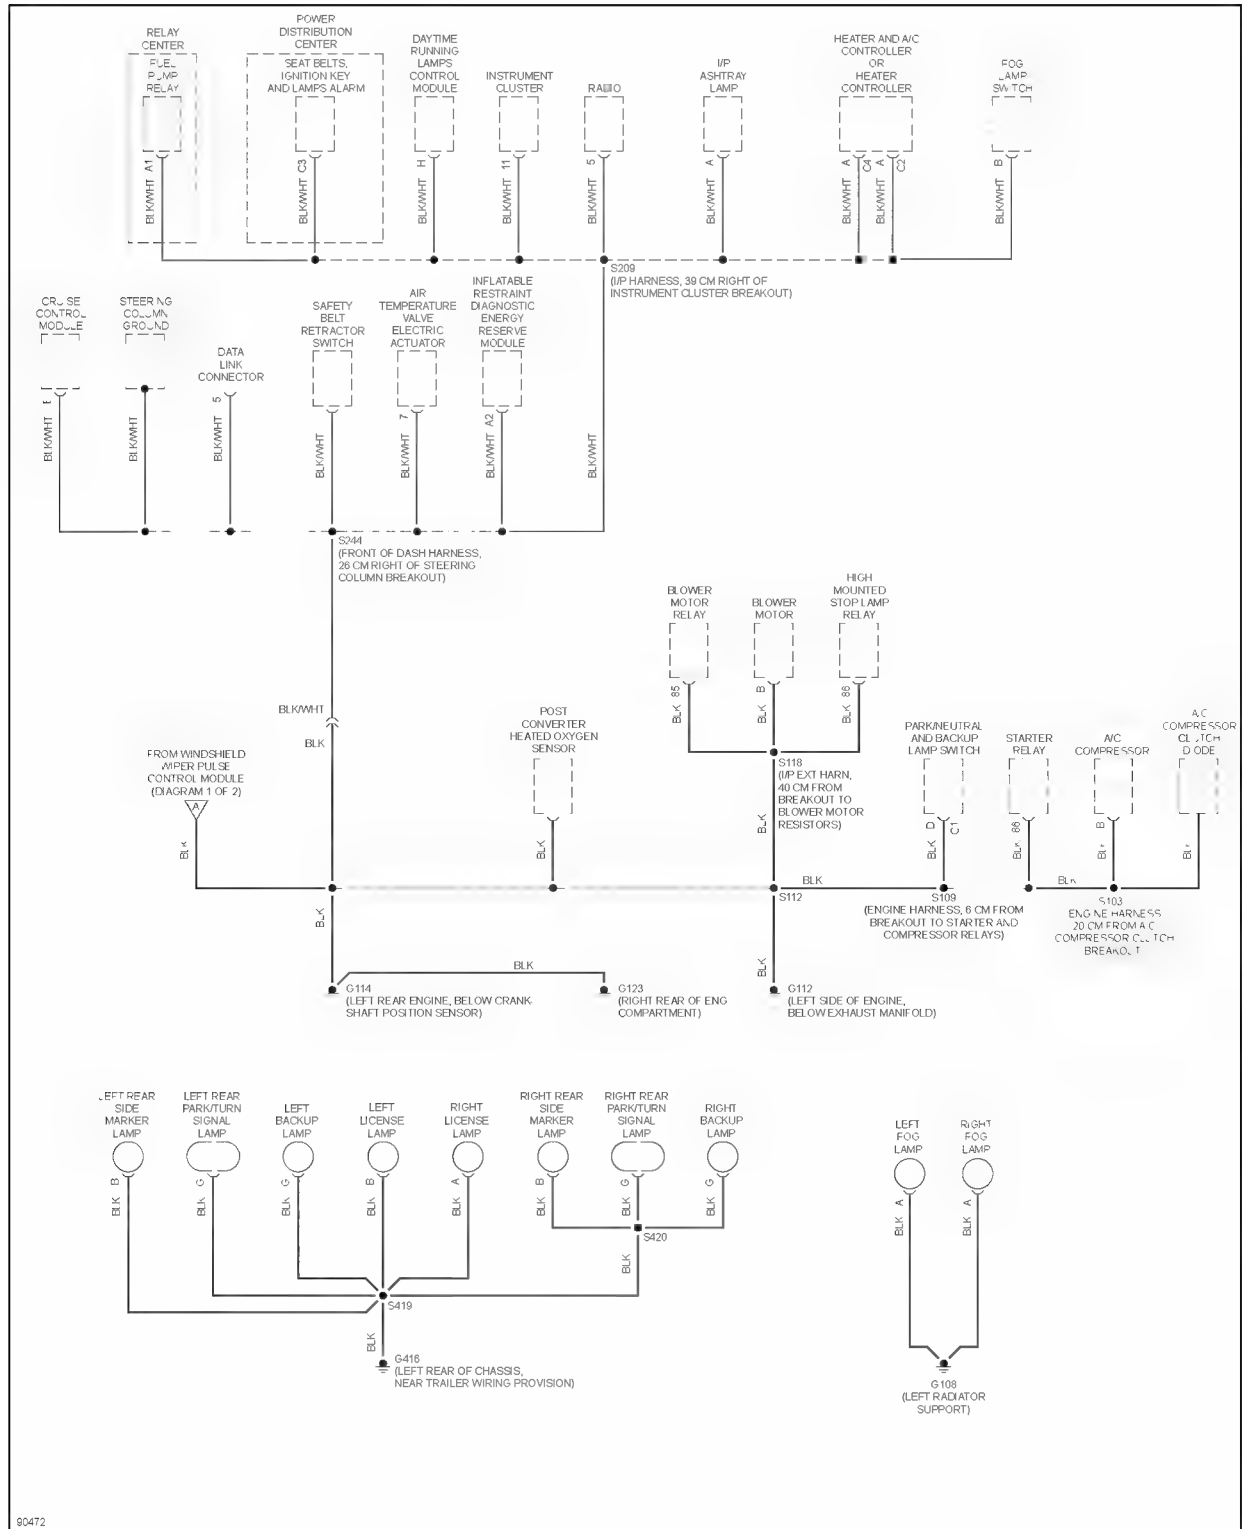 RELAY
CENTER
FUEL
PUMP
RELAY
A1
BLK/WHT
POWER
DISTRIBUTION
CENTER
SEAT BELTS,
IGNITION KEY
AND LAMPS ALARM
C3
BLK/WHT
DAYTIME
RUNNING
LAMPS
CONTROL
MODULE
H
BLK/WHT
INSTRUMENT
CLUSTER
11
BLK/WHT
RADIO
5
BLK/WHT
I/P
ASHTRAY
LAMP
A
BLK/WHT
HEATER AND A/C
CONTROLLER
OR
HEATER
CONTROLLER
A
C4
BLK/WHT
A
C2
BLK/WHT
FOG
LAMP
SWITCH
B
BLK/WHT
S209
(I/P HARNESS, 39 CM RIGHT OF
INSTRUMENT CLUSTER BREAKOUT)
CRUISE
CONTROL
MODULE
BLK/WHT
STEERING
COLUMN
GROUND
BLK/WHT
DATA
LINK
CONNECTOR
5
BLK/WHT
SAFETY
BELT
RETRACTOR
SWITCH
BLK/WHT
AIR
TEMPERATURE
VALVE
ELECTRIC
ACTUATOR
7
BLK/WHT
INFLATABLE
RESTRAINT
DIAGNOSTIC
ENERGY
RESERVE
MODULE
A2
BLK/WHT
BLK/WHT
S244
(FRONT OF DASH HARNESS,
26 CM RIGHT OF STEERING
COLUMN BREAKOUT)
BLK/WHT
BLK
FROM WINDSHIELD
WIPER PULSE
CONTROL MODULE
(DIAGRAM 1 OF 2)
A
BLK
POST
CONVERTER
HEATED OXYGEN
SENSOR
BLK
BLOWER
MOTOR
RELAY
85
BLK
BLOWER
MOTOR
B
BLK
HIGH
MOUNTED
STOP LAMP
RELAY
86
BLK
S118
(I/P EXT HARN,
40 CM FROM
BREAKOUT TO
BLOWER MOTOR
RESISTORS)
BLK
PARK/NEUTRAL
AND BACKUP
LAMP SWITCH
D
C1
BLK
STARTER
RELAY
86
BLK
A/C
COMPRESSOR
B
BLK
A/C
COMPRESSOR
CLUTCH
DIODE
BLK
BLK
S112
BLK
S109
(ENGINE HARNESS, 6 CM FROM
BREAKOUT TO STARTER AND
COMPRESSOR RELAYS)
BLK
S103
ENGINE HARNESS
20 CM FROM A/C
COMPRESSOR CLUTCH
BREAKOUT
BLK
BLK
BLK
G114
(LEFT REAR ENGINE, BELOW CRANK-
SHAFT POSITION SENSOR)
G123
(RIGHT REAR OF ENG
COMPARTMENT)
G112
(LEFT SIDE OF ENGINE,
BELOW EXHAUST MANIFOLD)
LEFT REAR
SIDE
MARKER
LAMP
B
BLK
LEFT REAR
PARK/TURN
SIGNAL
LAMP
G
BLK
LEFT
BACKUP
LAMP
G
BLK
LEFT
LICENSE
LAMP
B
BLK
RIGHT
LICENSE
LAMP
A
BLK
RIGHT REAR
SIDE
MARKER
LAMP
B
BLK
RIGHT REAR
PARK/TURN
SIGNAL
LAMP
G
BLK
RIGHT
BACKUP
LAMP
G
BLK
LEFT
FOG
LAMP
A
BLK
RIGHT
FOG
LAMP
A
BLK
S420
BLK
S419
BLK
G416
(LEFT REAR OF CHASSIS,
NEAR TRAILER WIRING PROVISION)
G108
(LEFT RADIATOR
SUPPORT)
90472